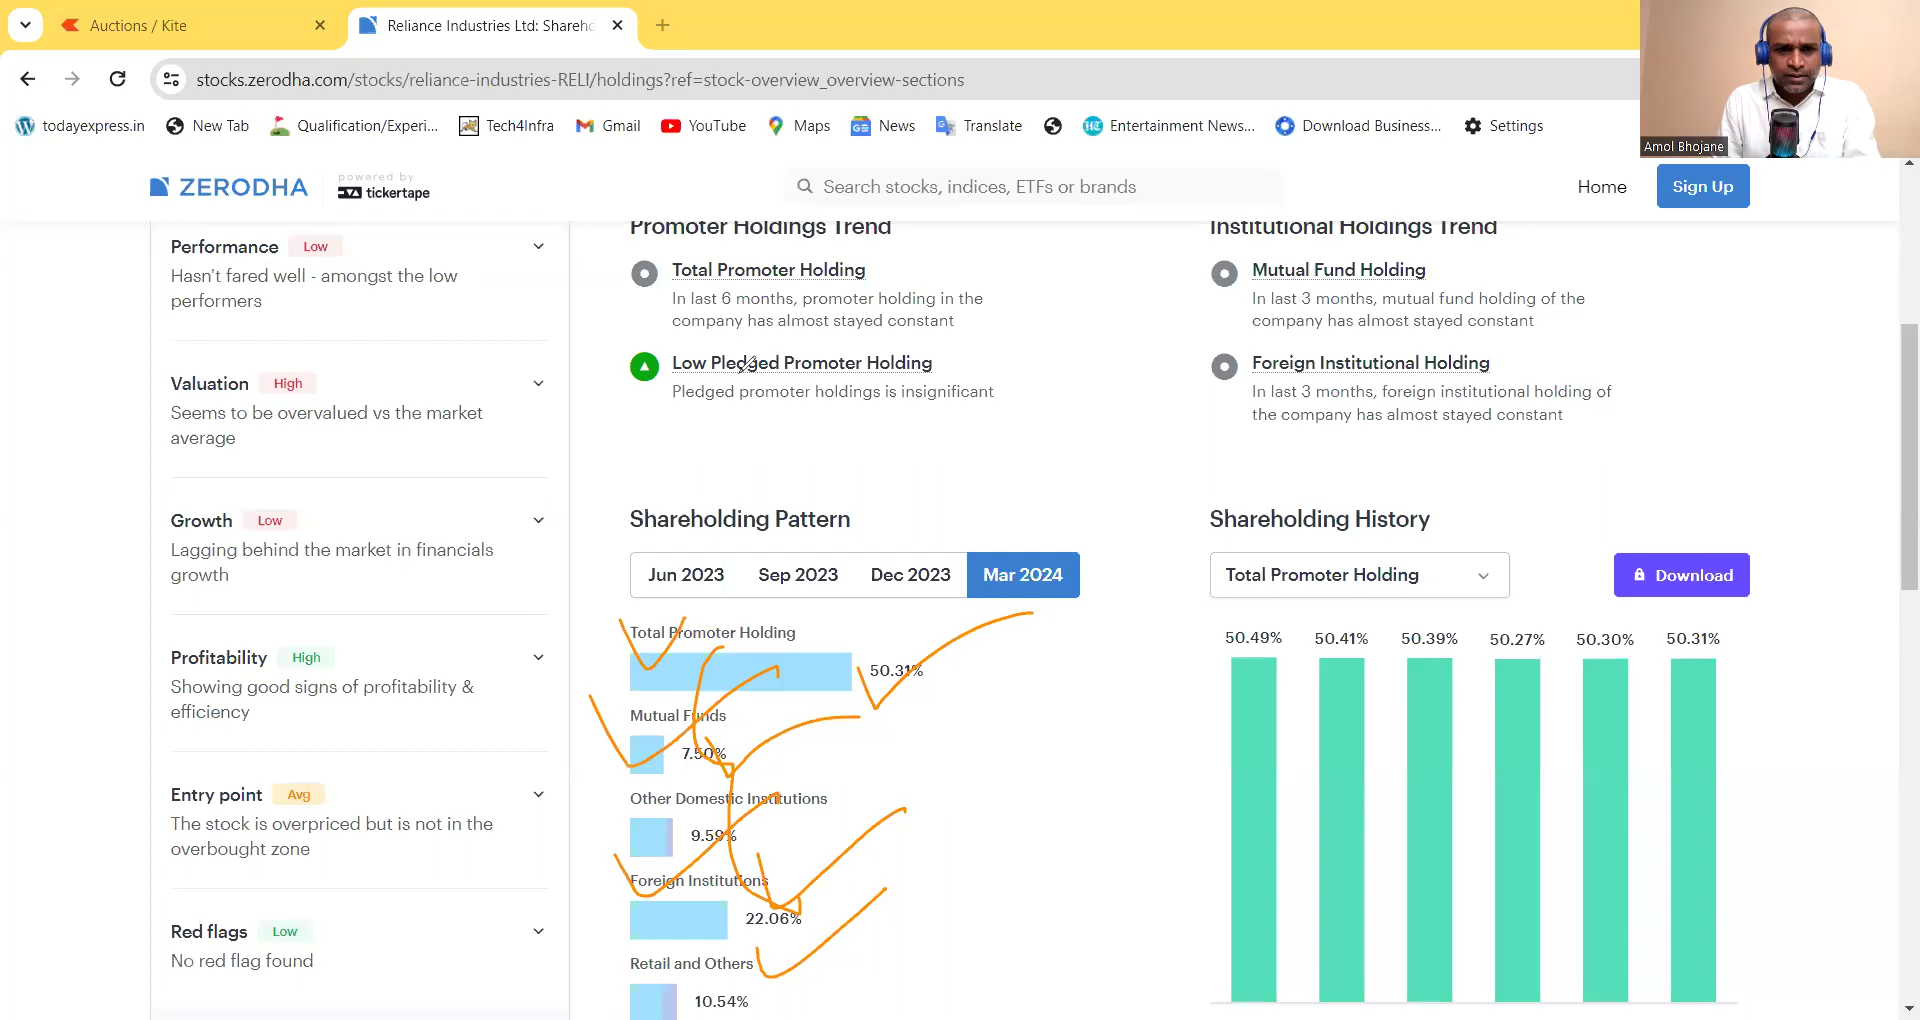 Auctions / Kite
Reliance Industries Ltd: Shareho
stocks.zerodha.com/stocks/reliance-industries-RELI/holdings?ref=stock-overview_overview-sections
todayexpress.in
New Tab
Qualification/Experi...
Tech4Infra
Gmail
YouTube
Maps
News
Translate
Entertainment News...
Download Business...
Settings
Amol Bhojane
ZERODHA
powered by
tickertape
Search stocks, indices, ETFs or brands
Home
Sign Up
Performance Low
Hasn't fared well - amongst the low
performers
Valuation High
Seems to be overvalued vs the market
average
Growth Low
Lagging behind the market in financials
growth
Profitability High
Showing good signs of profitability &
efficiency
Entry point Avg
The stock is overpriced but is not in the
overbought zone
Red flags Low
No red flag found
Promoter Holdings Trend
Total Promoter Holding
In last 6 months, promoter holding in the
company has almost stayed constant
Low Pledged Promoter Holding
Pledged promoter holdings is insignificant
Institutional Holdings Trend
Mutual Fund Holding
In last 3 months, mutual fund holding of the
company has almost stayed constant
Foreign Institutional Holding
In last 3 months, foreign institutional holding of
the company has almost stayed constant
Shareholding Pattern
Jun 2023 Sep 2023 Dec 2023 Mar 2024
Total Promoter Holding
50.31%
Mutual Funds
7.50%
Other Domestic Institutions
9.59%
Foreign Institutions
22.06%
Retail and Others
10.54%
Shareholding History
Total Promoter Holding
Download
50.49% 50.41% 50.39% 50.27% 50.30% 50.31%